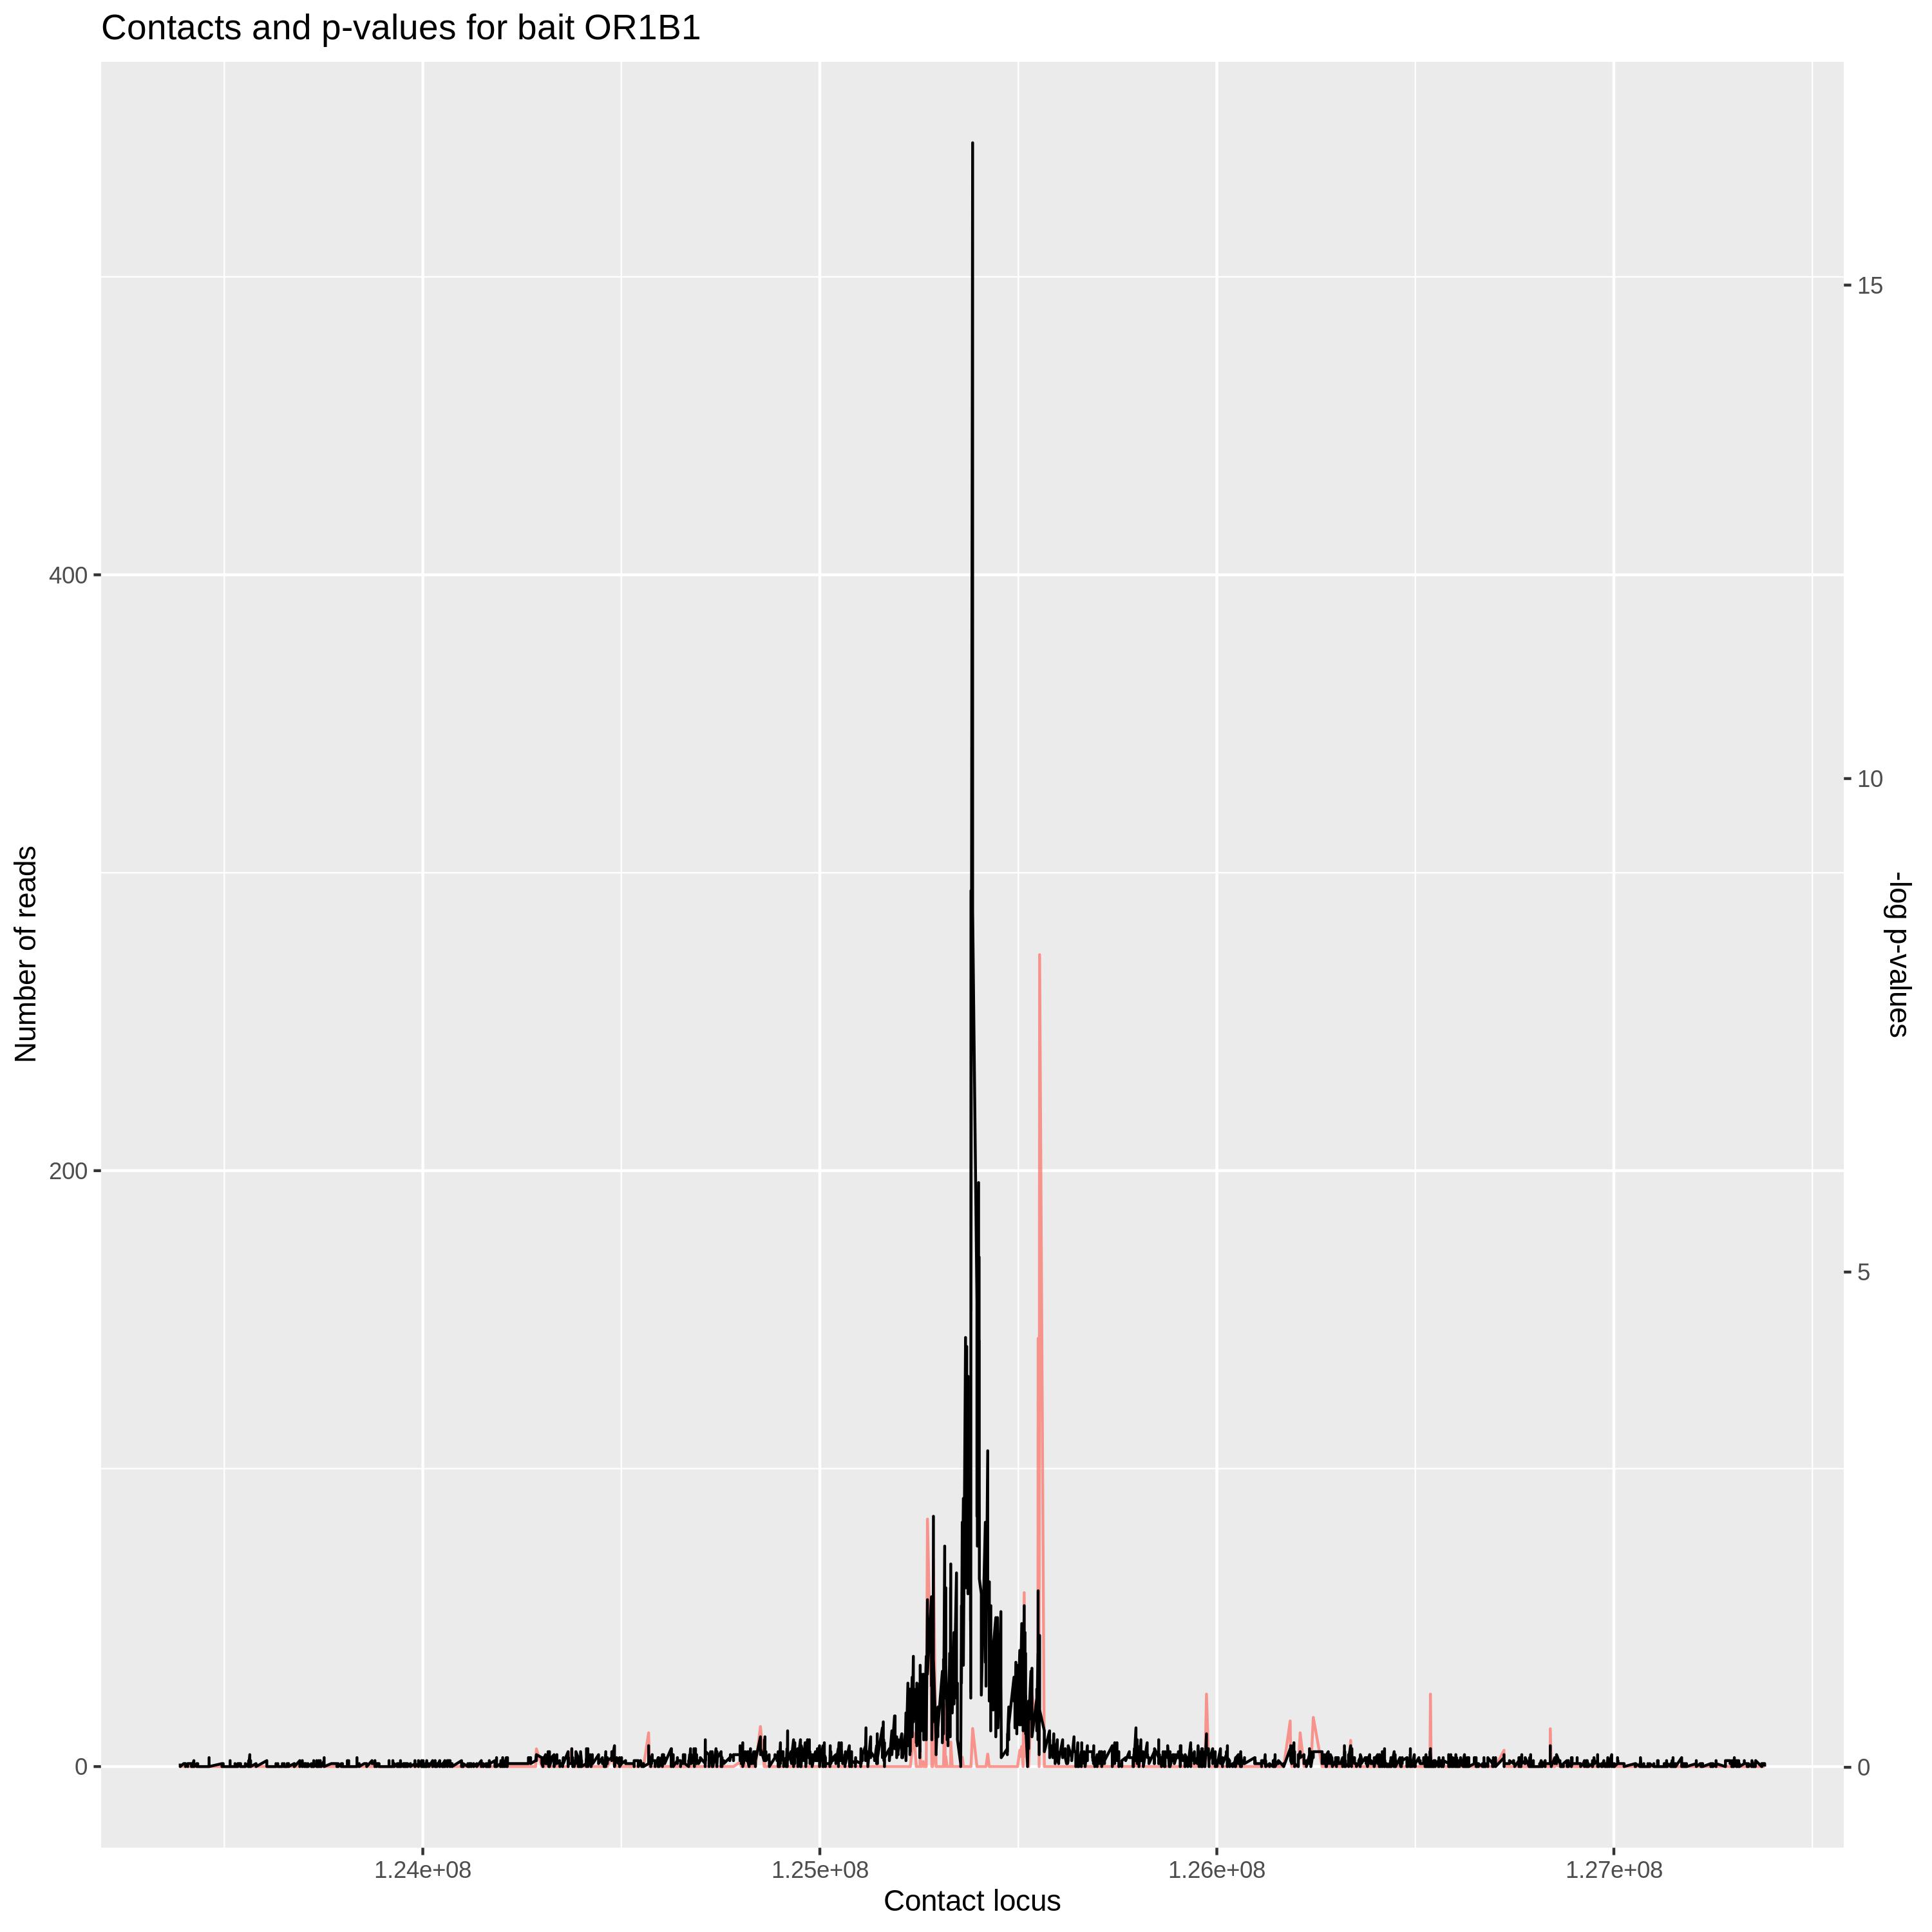 Contacts and p-values for bait OR1B1
400
200
0
Number of reads
15
10
5
0
-log p-values
1.24e+08
1.25e+08
1.26e+08
1.27e+08
Contact locus